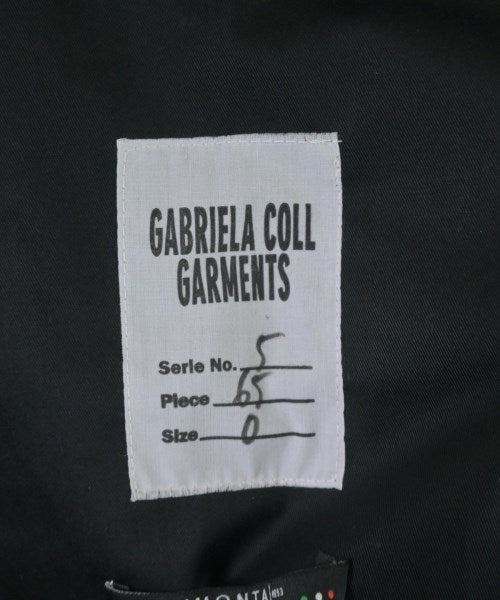 GABRIELA COLL
GARMENTS
Serie No. 5
Piece 65
Size 0